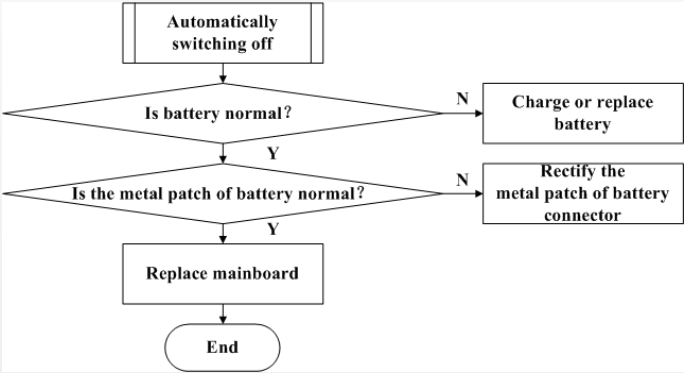 Automatically
switching off
Is battery normal？
N
Charge or replace
battery
Y
Is the metal patch of battery normal？
N
Rectify the
metal patch of battery
connector
Y
Replace mainboard
End